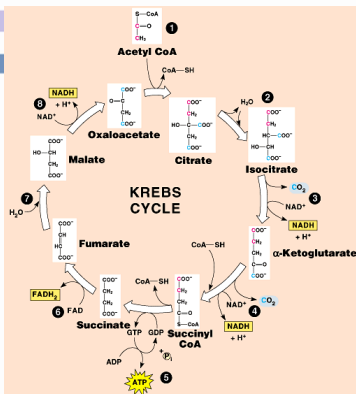 S—CoA
C=O
CH₃
1
Acetyl CoA
CoA—SH
COO⁻
O=C
CH₂
COO⁻
Oxaloacetate
COO⁻
CH₂
HO—C—COO⁻
CH₂
COO⁻
Citrate
H₂O
2
COO⁻
CH₂
HC—COO⁻
HO—CH
COO⁻
Isocitrate
CO₂
3
NAD⁺
NADH
+ H⁺
COO⁻
CH₂
CH₂
C=O
COO⁻
α-Ketoglutarate
CoA—SH
CO₂
4
NAD⁺
NADH
+ H⁺
COO⁻
CH₂
CH₂
C=O
S—CoA
Succinyl
CoA
CoA—SH
GTP
GDP
+ Pᵢ
ADP
ATP
5
COO⁻
CH₂
CH₂
COO⁻
Succinate
6
FAD
FADH₂
COO⁻
CH
HC
COO⁻
Fumarate
7
H₂O
COO⁻
HO—CH
CH₂
COO⁻
Malate
8
NADH
+ H⁺
NAD⁺
KREBS
CYCLE